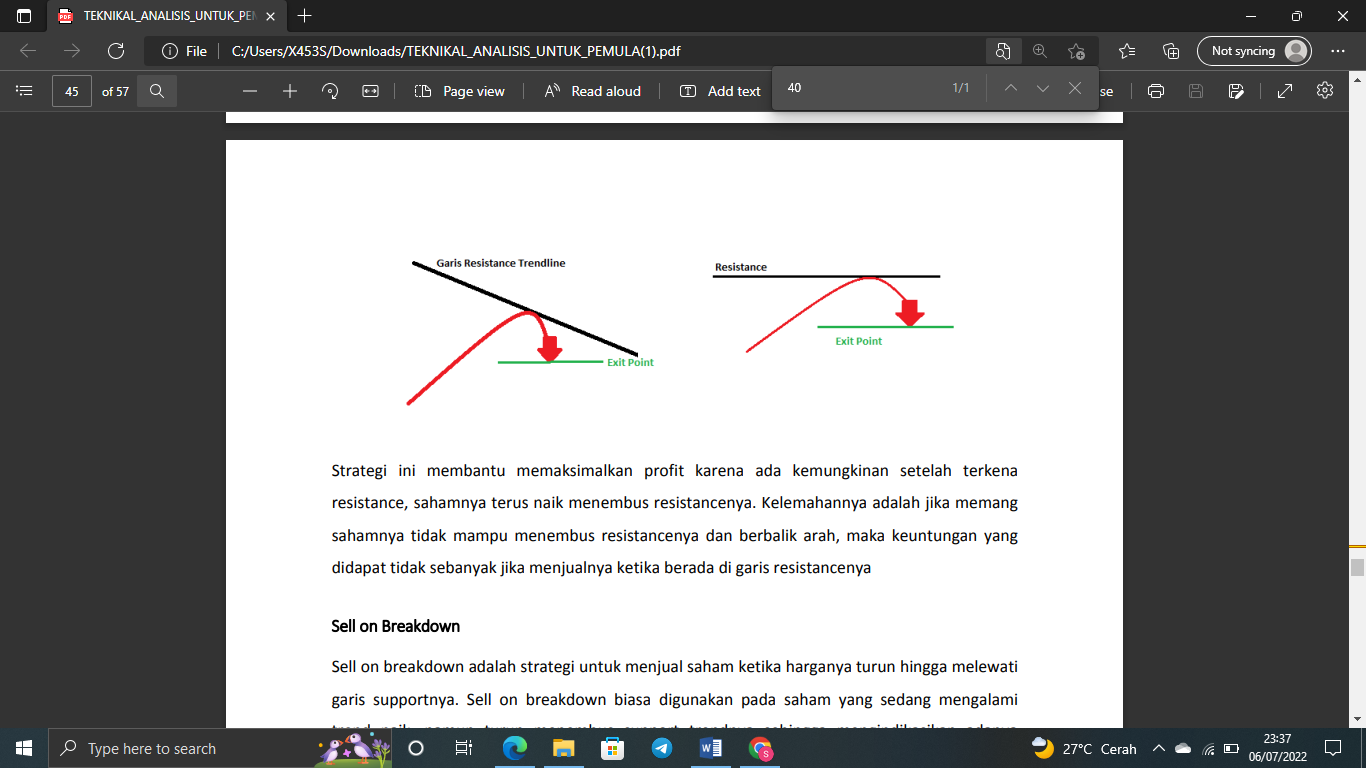 TEKNIKAL_ANALISIS_UNTUK_PEM
File
C:/Users/X453S/Downloads/TEKNIKAL_ANALISIS_UNTUK_PEMULA(1).pdf
Not syncing
45 of 57
Page view
Read aloud
Add text
40
1/1
Garis Resistance Trendline
Exit Point
Resistance
Exit Point
Strategi ini membantu memaksimalkan profit karena ada kemungkinan setelah terkena
resistance, sahamnya terus naik menembus resistancenya. Kelemahannya adalah jika memang
sahamnya tidak mampu menembus resistancenya dan berbalik arah, maka keuntungan yang
didapat tidak sebanyak jika menjualnya ketika berada di garis resistancenya
Sell on Breakdown
Sell on breakdown adalah strategi untuk menjual saham ketika harganya turun hingga melewati
garis supportnya. Sell on breakdown biasa digunakan pada saham yang sedang mengalami
Type here to search
27°C Cerah
23:37
06/07/2022